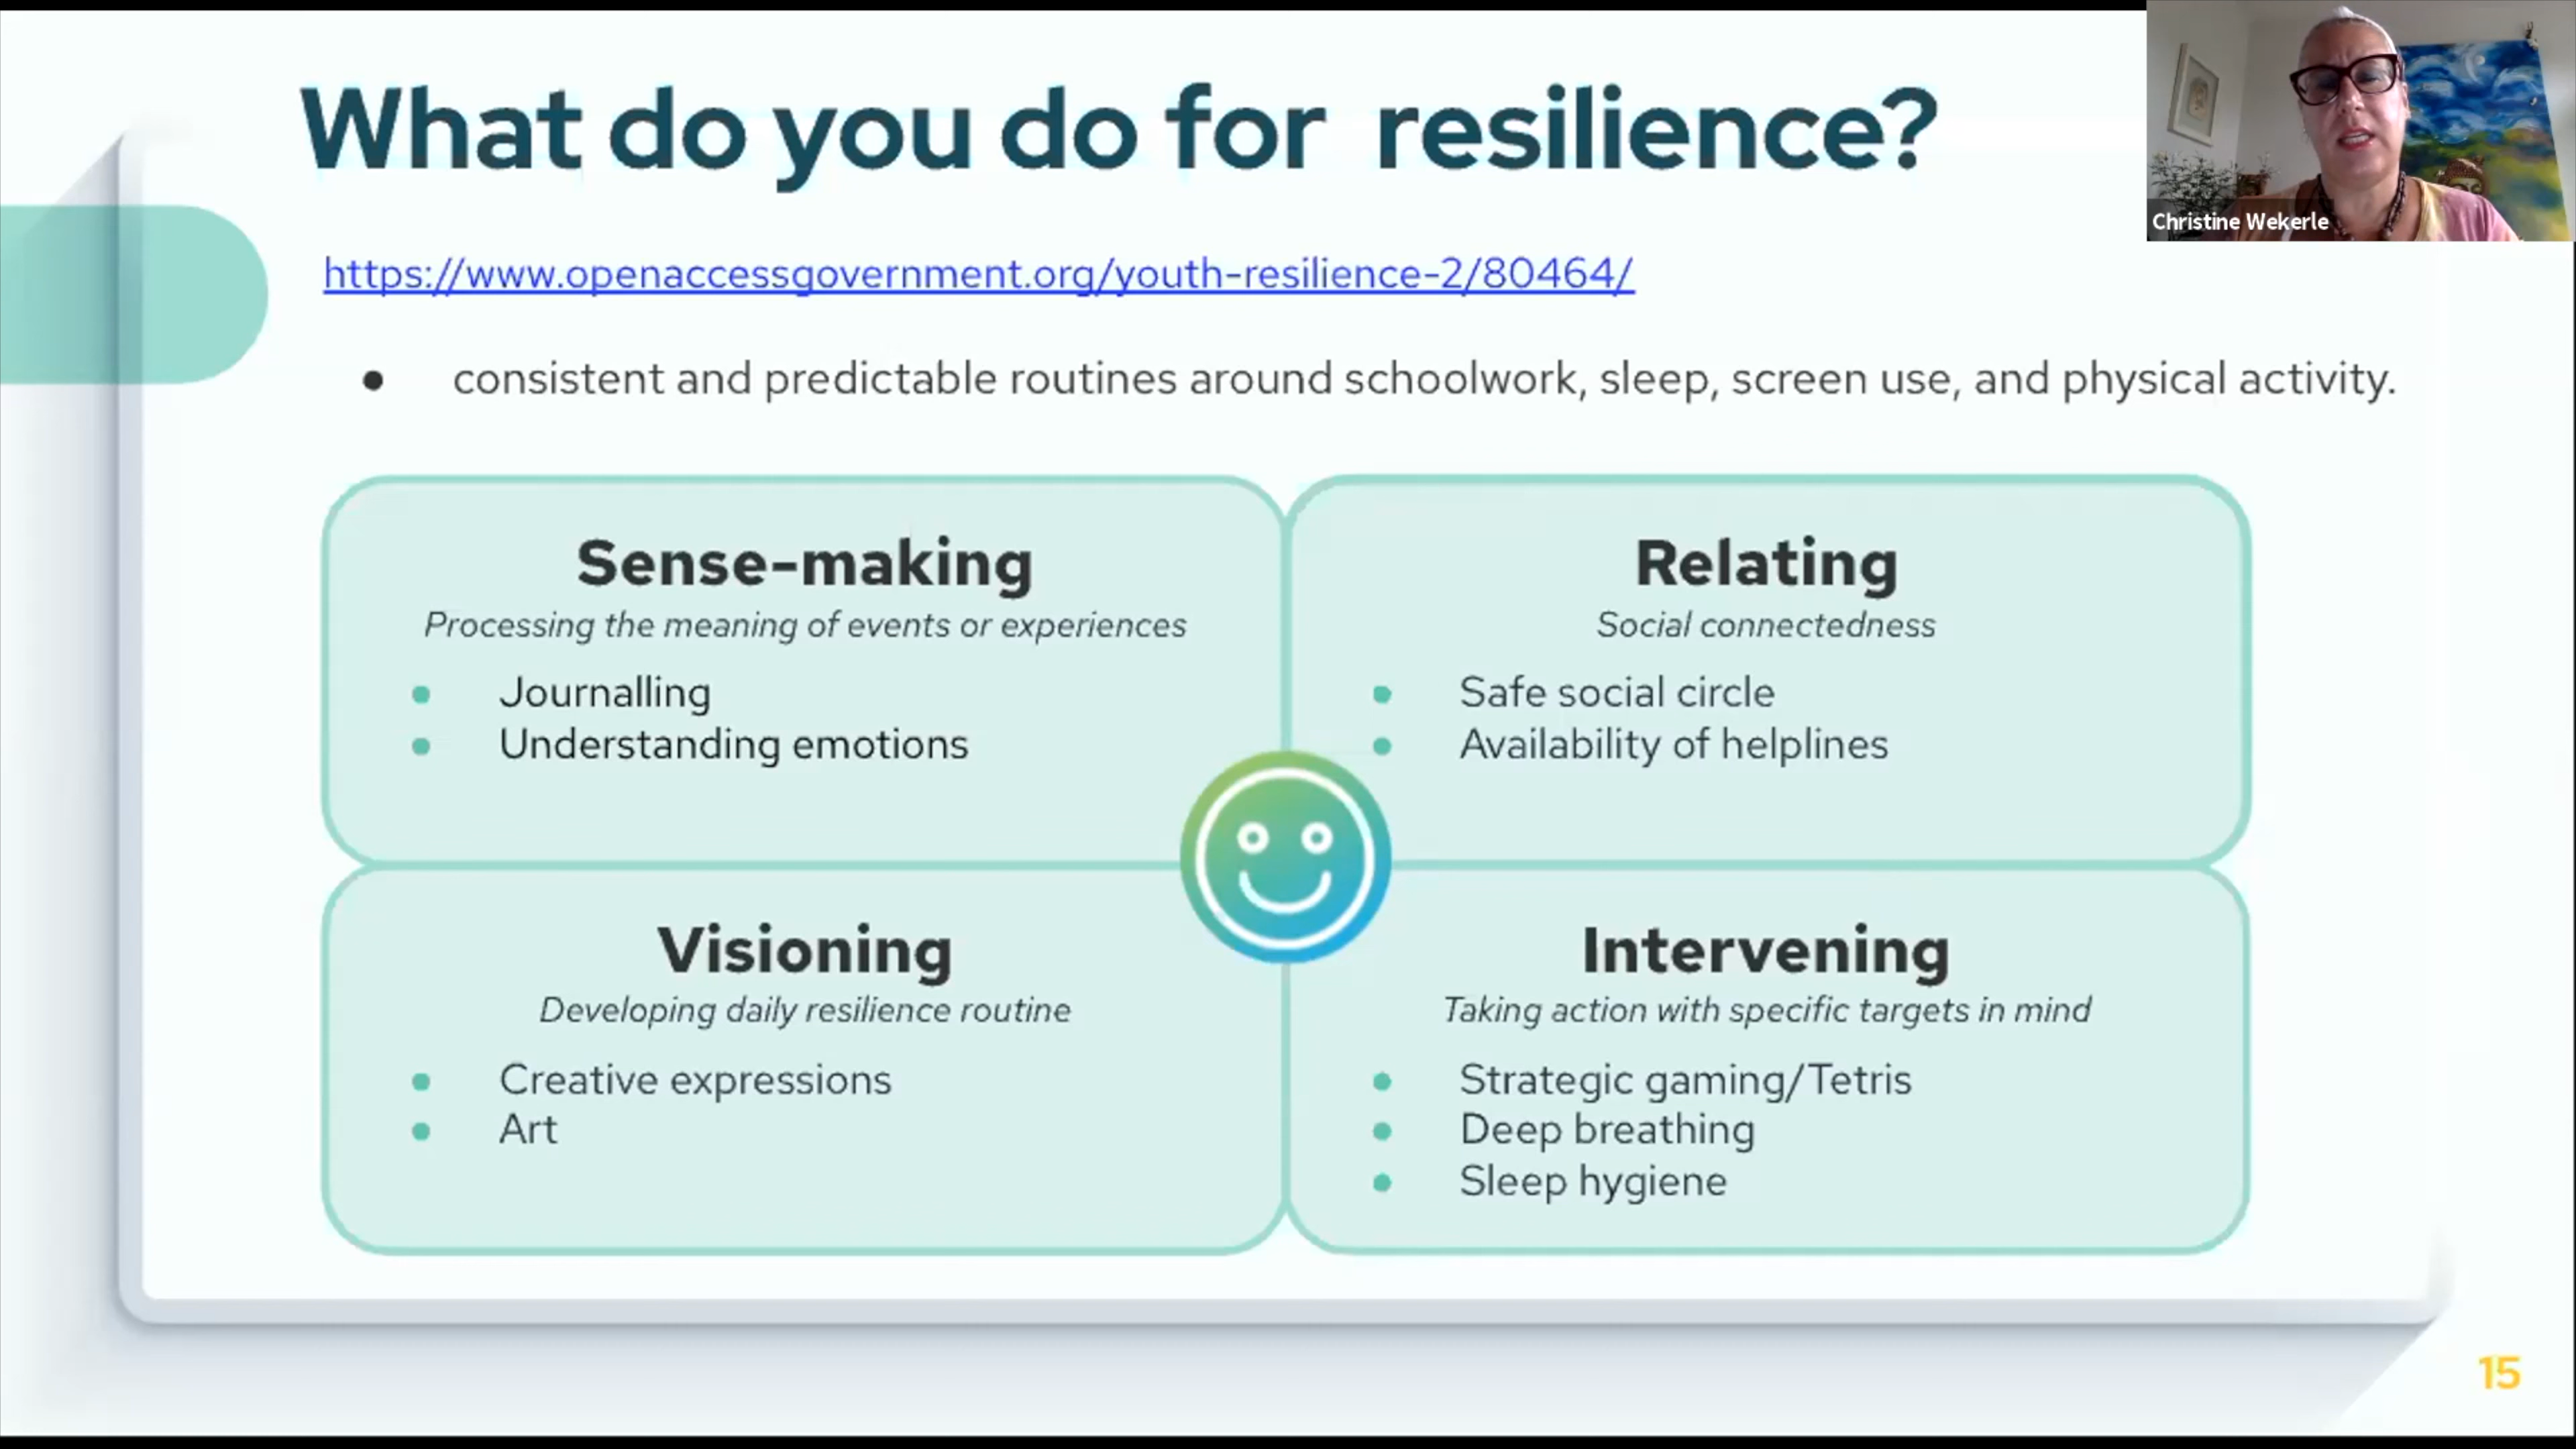 What do you do for resilience?
Christine Wekerle
https://www.openaccessgovernment.org/youth-resilience-2/80464/
● consistent and predictable routines around schoolwork, sleep, screen use, and physical activity.
Sense-making
Processing the meaning of events or experiences
● Journalling
● Understanding emotions
Relating
Social connectedness
● Safe social circle
● Availability of helplines
Visioning
Developing daily resilience routine
● Creative expressions
● Art
Intervening
Taking action with specific targets in mind
● Strategic gaming/Tetris
● Deep breathing
● Sleep hygiene
15